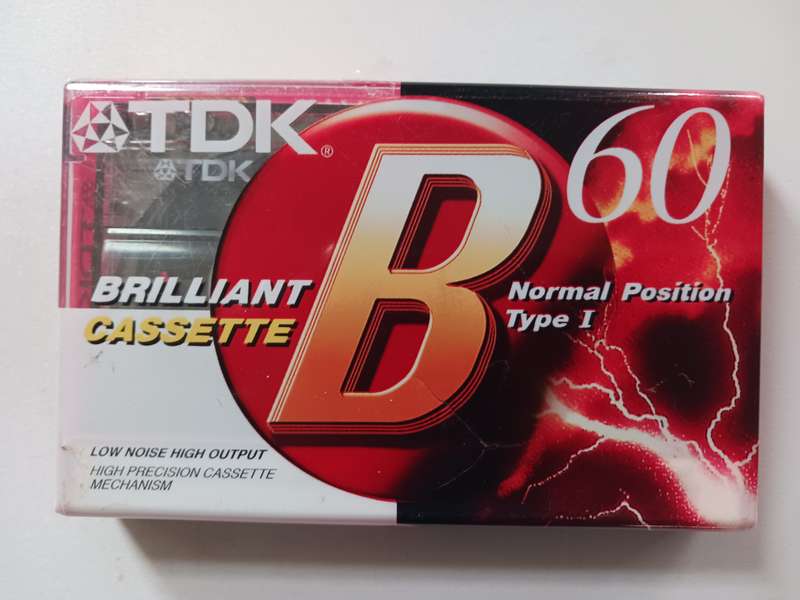 TDK®
TDK
B
60
BRILLIANT
CASSETTE
Normal Position
Type I
LOW NOISE HIGH OUTPUT
HIGH PRECISION CASSETTE
MECHANISM